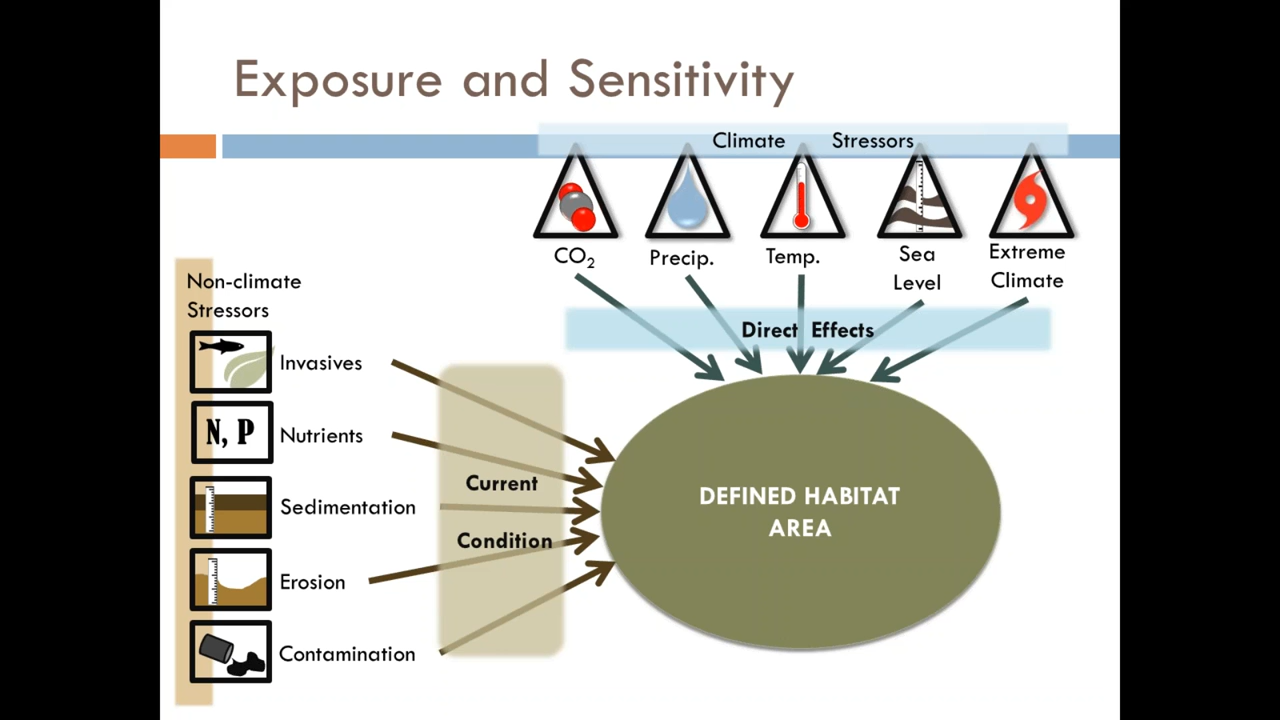 Exposure and Sensitivity
Climate Stressors
CO₂
Precip.
Temp.
Sea
Level
Extreme
Climate
Direct Effects
Non-climate
Stressors
Invasives
N, P
Nutrients
Sedimentation
Erosion
Contamination
Current
Condition
DEFINED HABITAT
AREA